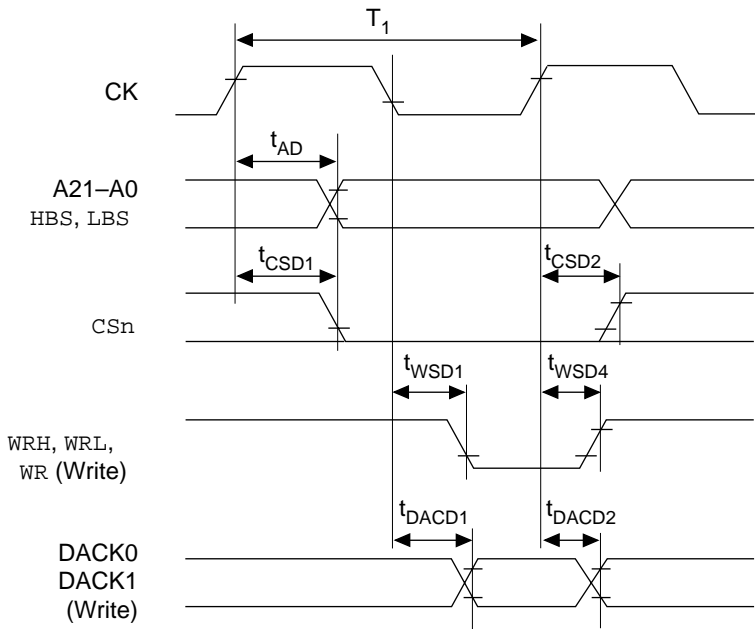 T1
CK
tAD
A21–A0
HBS, LBS
tCSD1
tCSD2
CSn
tWSD1
tWSD4
WRH, WRL,
WR (Write)
tDACD1
tDACD2
DACK0
DACK1
(Write)